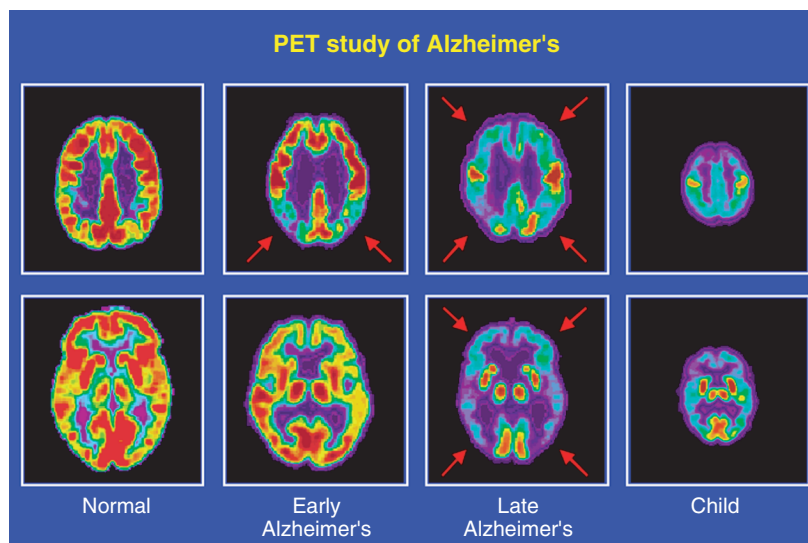 PET study of Alzheimer's
Normal
Early
Alzheimer's
Late
Alzheimer's
Child